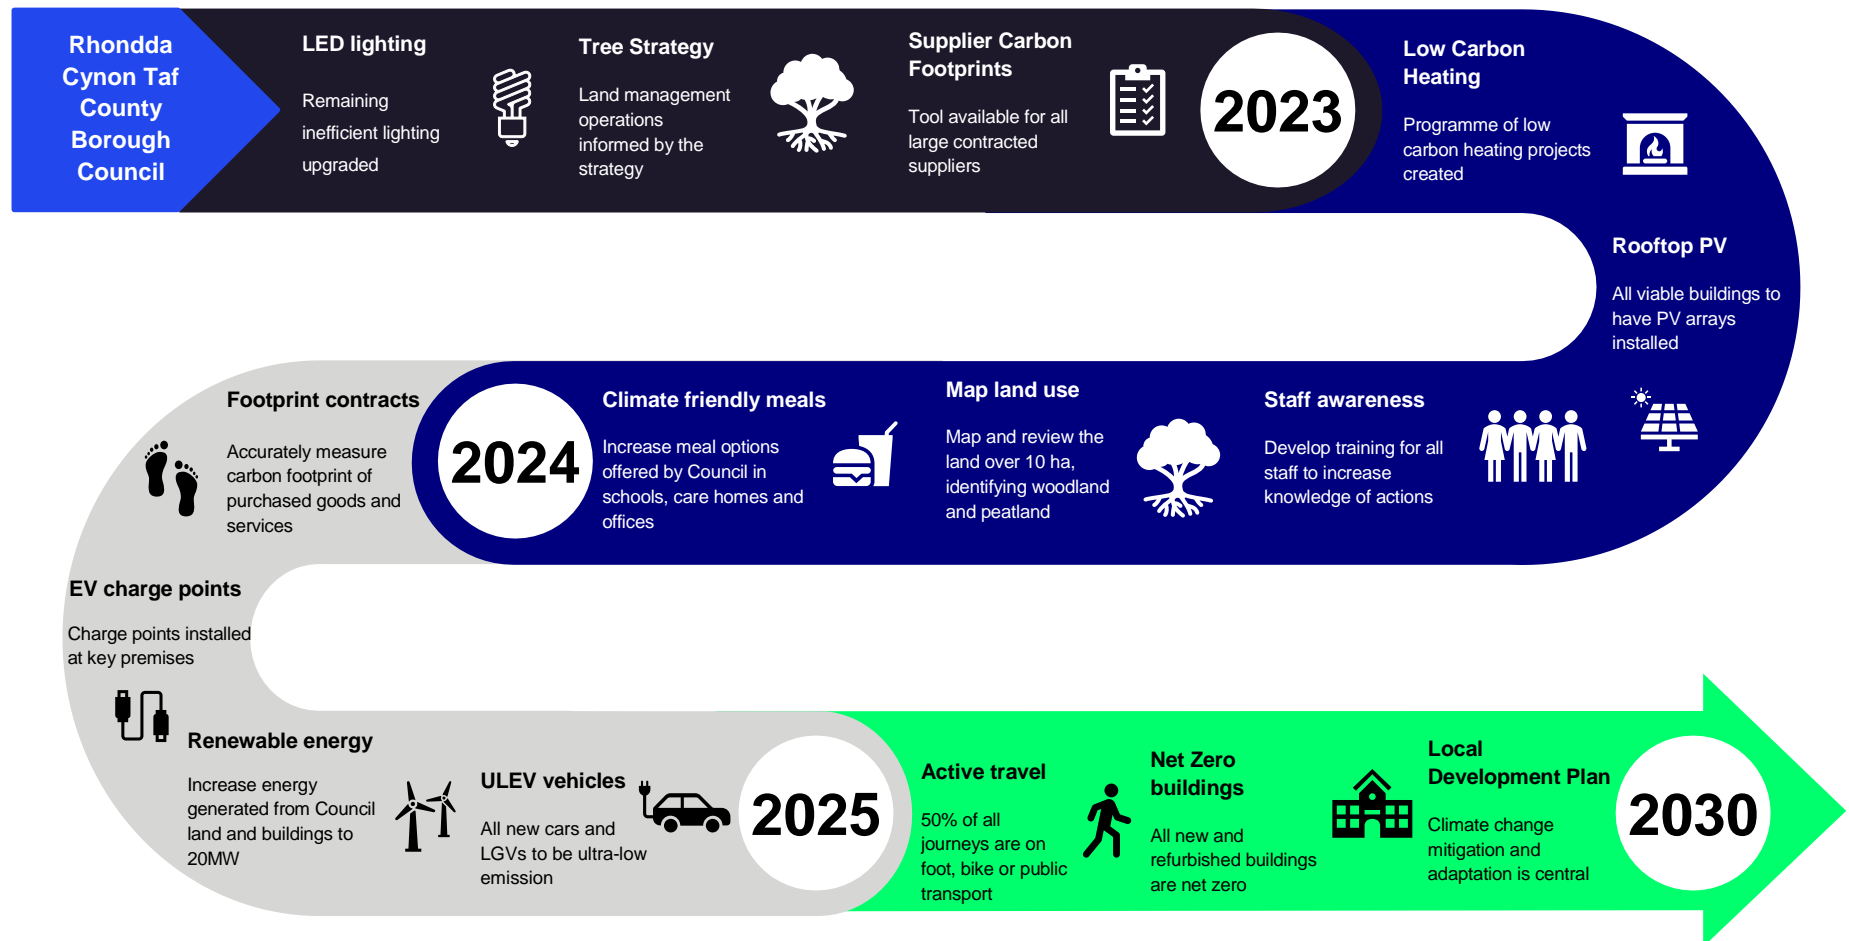 Rhondda
Cynon Taf
County
Borough
Council
LED lighting
Remaining
inefficient lighting
upgraded
Tree Strategy
Land management
operations
informed by the
strategy
Supplier Carbon
Footprints
Tool available for all
large contracted
suppliers
2023
Low Carbon
Heating
Programme of low
carbon heating projects
created
Rooftop PV
All viable buildings to
have PV arrays
installed
Staff awareness
Develop training for all
staff to increase
knowledge of actions
Map land use
Map and review the
land over 10 ha,
identifying woodland
and peatland
Climate friendly meals
Increase meal options
offered by Council in
schools, care homes and
offices
2024
Footprint contracts
Accurately measure
carbon footprint of
purchased goods and
services
EV charge points
Charge points installed
at key premises
Renewable energy
Increase energy
generated from Council
land and buildings to
20MW
ULEV vehicles
All new cars and
LGVs to be ultra-low
emission
2025
Active travel
50% of all
journeys are on
foot, bike or public
transport
Net Zero
buildings
All new and
refurbished buildings
are net zero
Local
Development Plan
Climate change
mitigation and
adaptation is central
2030